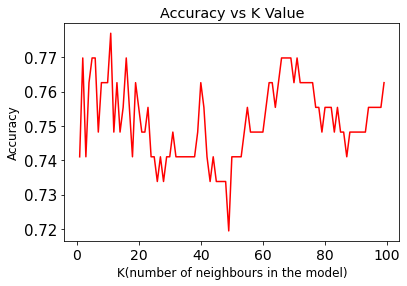 Accuracy vs K Value
Accuracy
0.77
0.76
0.75
0.74
0.73
0.72
0 20 40 60 80 100
K(number of neighbours in the model)